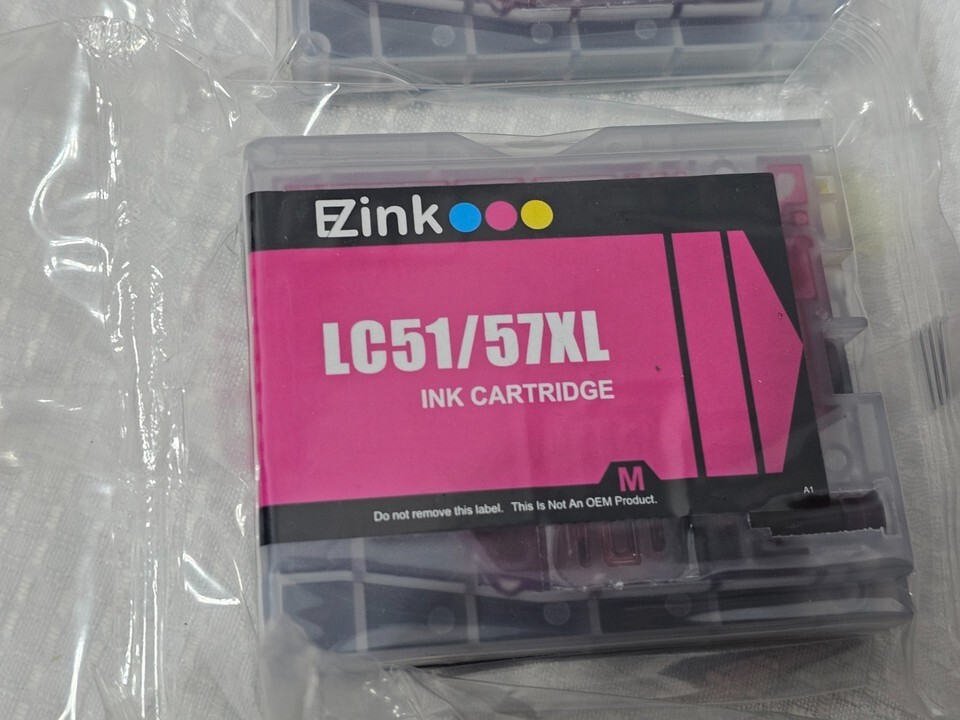 EZink
LC51/57XL
INK CARTRIDGE
M
Do not remove this label. This Is Not An OEM Product.
A1